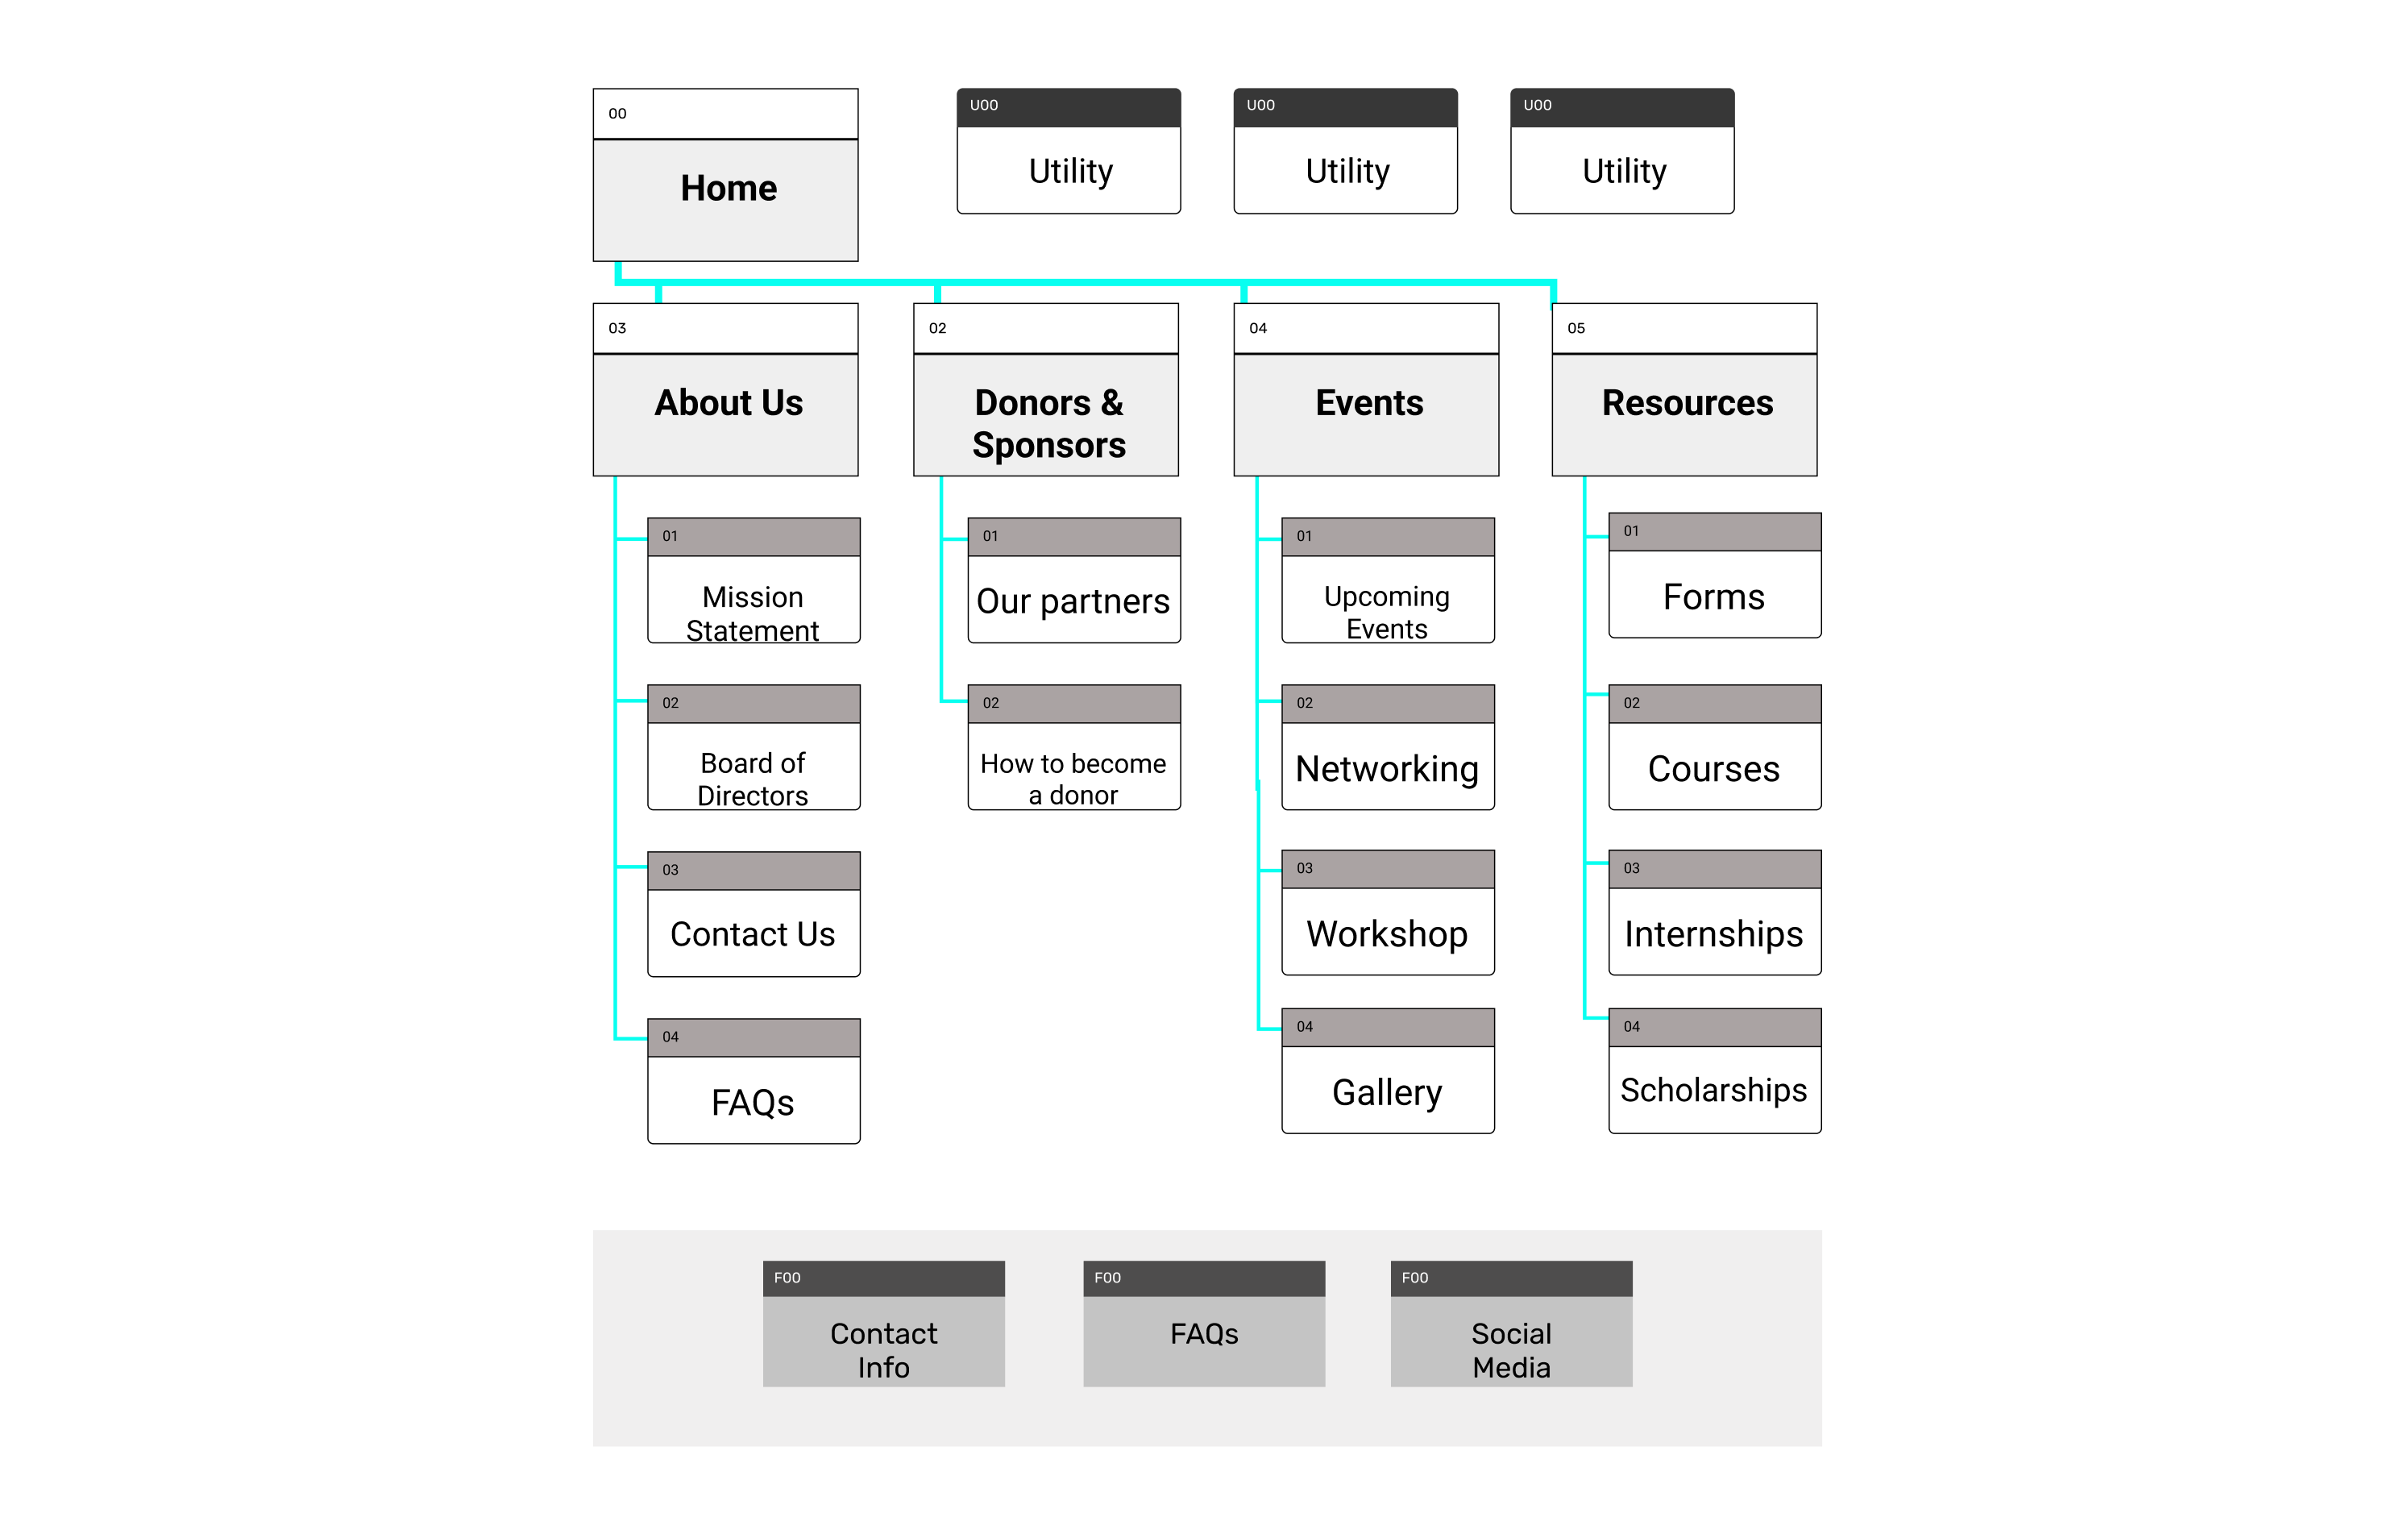 00
Home
U00
Utility
U00
Utility
U00
Utility
03
About Us
02
Donors &
Sponsors
04
Events
05
Resources
01
Mission
Statement
02
Board of
Directors
03
Contact Us
04
FAQs
01
Our partners
02
How to become
a donor
01
Upcoming
Events
02
Networking
03
Workshop
04
Gallery
01
Forms
02
Courses
03
Internships
04
Scholarships
F00
Contact
Info
F00
FAQs
F00
Social
Media